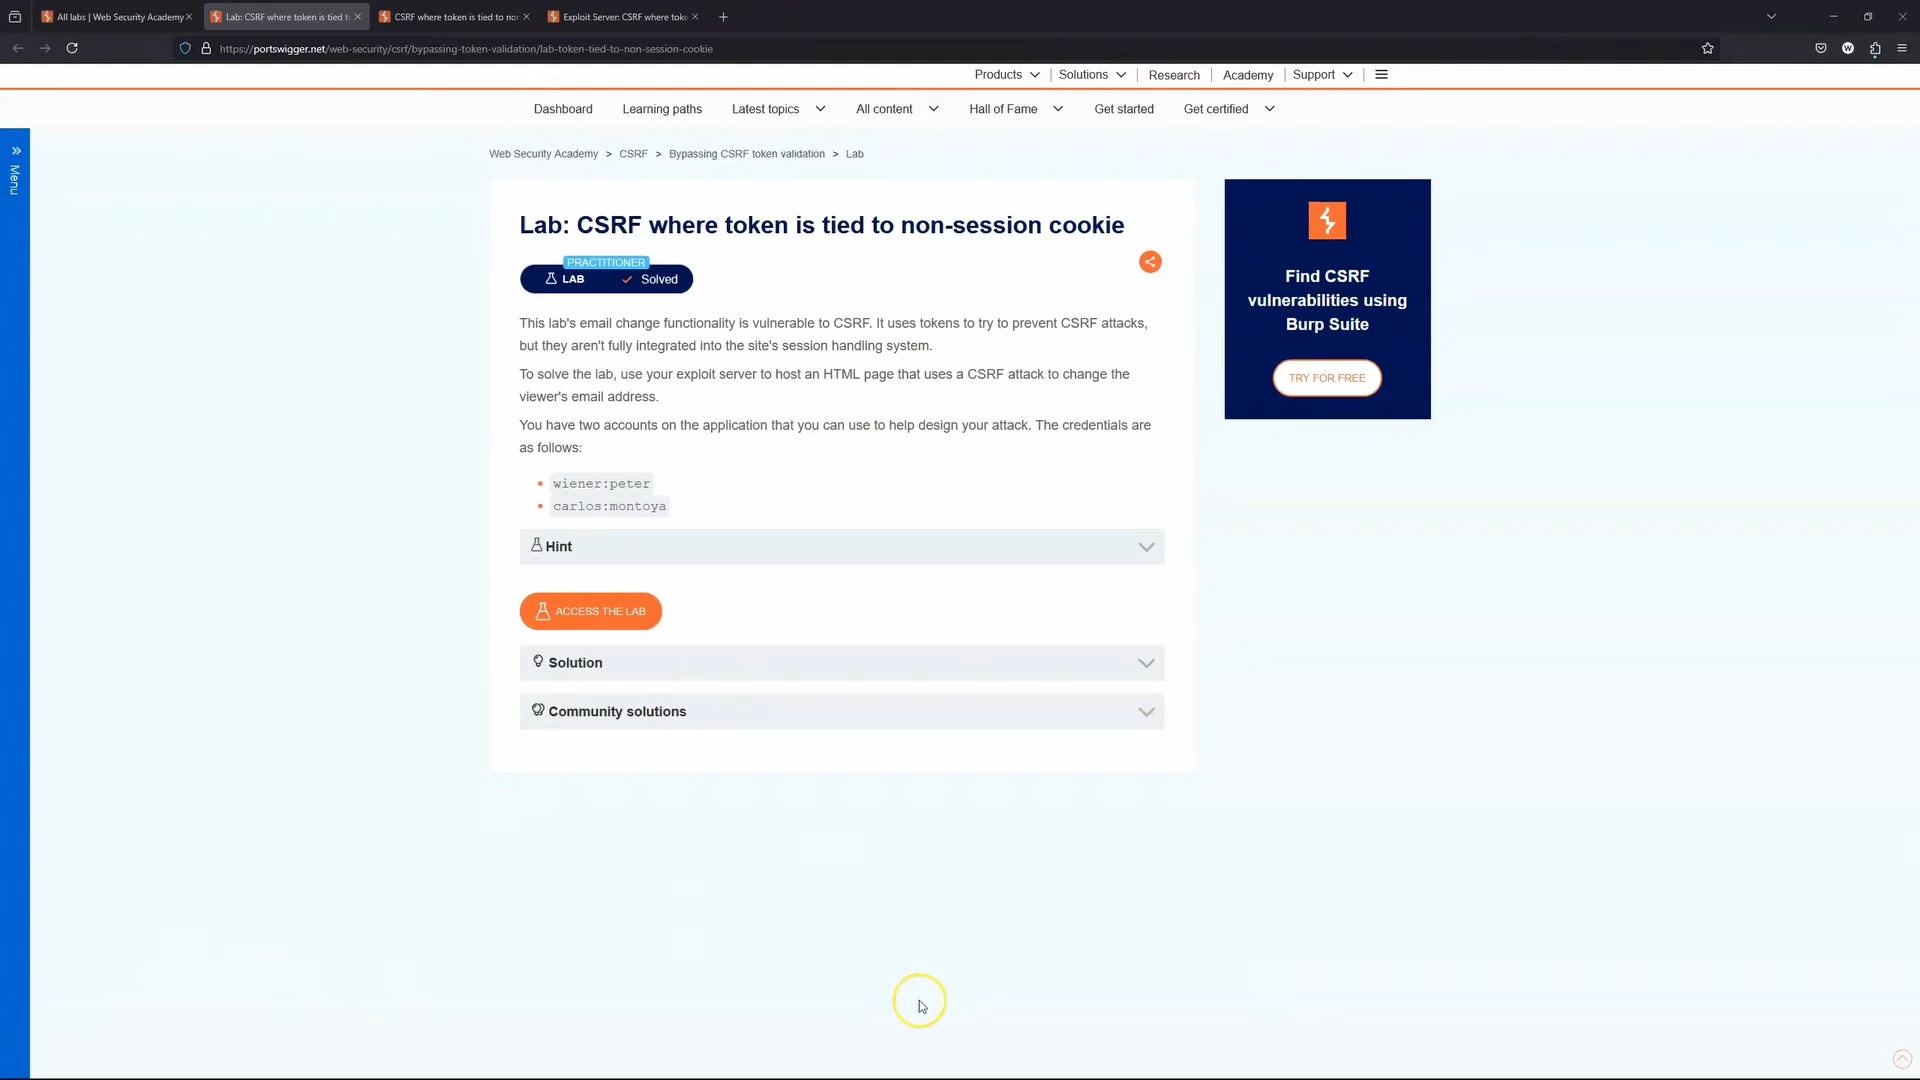 All labs | Web Security Academy
Lab: CSRF where token is tied t
CSRF where token is tied to no
Exploit Server: CSRF where toke
https://portswigger.net/web-security/csrf/bypassing-token-validation/lab-token-tied-to-non-session-cookie
W
Products
Solutions
Research
Academy
Support
Dashboard
Learning paths
Latest topics
All content
Hall of Fame
Get started
Get certified
Menu
Web Security Academy > CSRF > Bypassing CSRF token validation > Lab
Lab: CSRF where token is tied to non-session cookie
PRACTITIONER
LAB
Solved
This lab's email change functionality is vulnerable to CSRF. It uses tokens to try to prevent CSRF attacks,
but they aren't fully integrated into the site's session handling system.
To solve the lab, use your exploit server to host an HTML page that uses a CSRF attack to change the
viewer's email address.
You have two accounts on the application that you can use to help design your attack. The credentials are
as follows:
wiener:peter
carlos:montoya
Hint
ACCESS THE LAB
Solution
Community solutions
Find CSRF
vulnerabilities using
Burp Suite
TRY FOR FREE